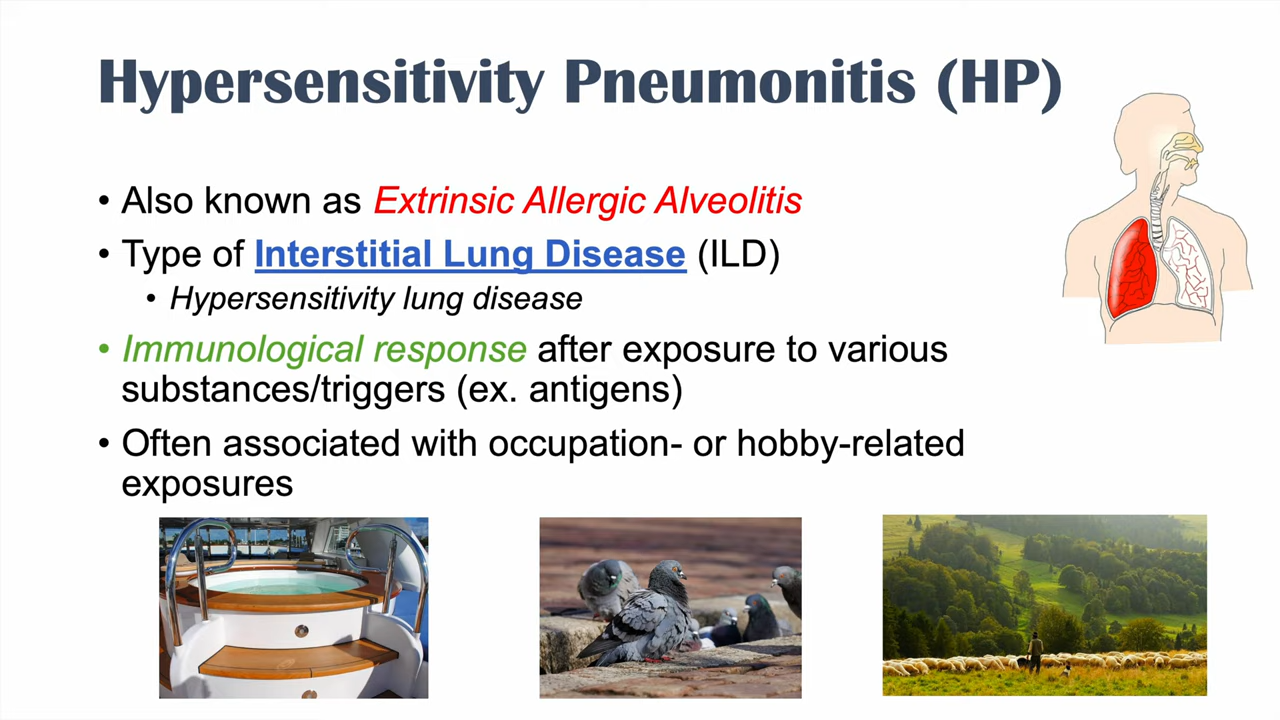 Hypersensitivity Pneumonitis (HP)
• Also known as Extrinsic Allergic Alveolitis
• Type of Interstitial Lung Disease (ILD)
• Hypersensitivity lung disease
• Immunological response after exposure to various
substances/triggers (ex. antigens)
• Often associated with occupation- or hobby-related
exposures